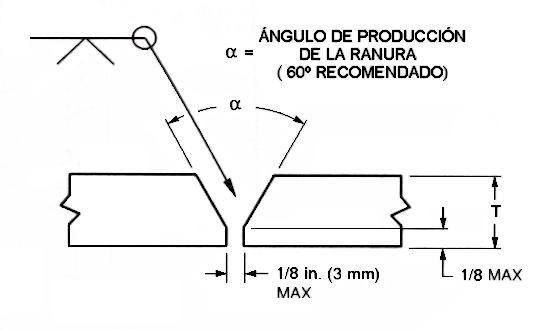 ÁNGULO DE PRODUCCIÓN
α = DE LA RANURA
( 60º RECOMENDADO)
α
T
1/8 in. (3 mm)
MAX
1/8 MAX